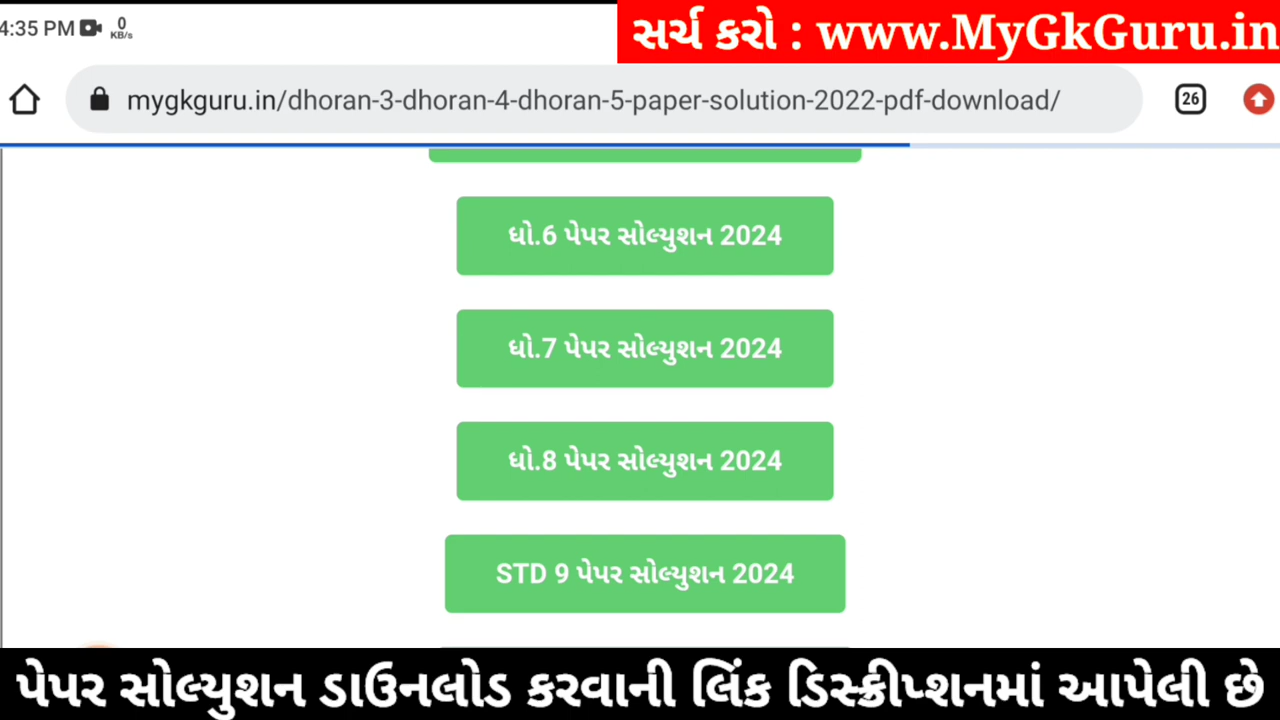 4:35 PM 0 KB/s
સર્ચ કરો : www.MyGkGuru.in
mygkguru.in/dhoran-3-dhoran-4-dhoran-5-paper-solution-2022-pdf-download/
26
ધો.6 પેપર સોલ્યુશન 2024
ધો.7 પેપર સોલ્યુશન 2024
ધો.8 પેપર સોલ્યુશન 2024
STD 9 પેપર સોલ્યુશન 2024
પેપર સોલ્યુશન ડાઉનલોડ કરવાની લિંક ડિસ્ક્રીપ્શનમાં આપેલી છે